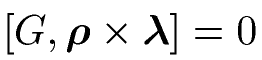 [G, ρ × λ] = 0